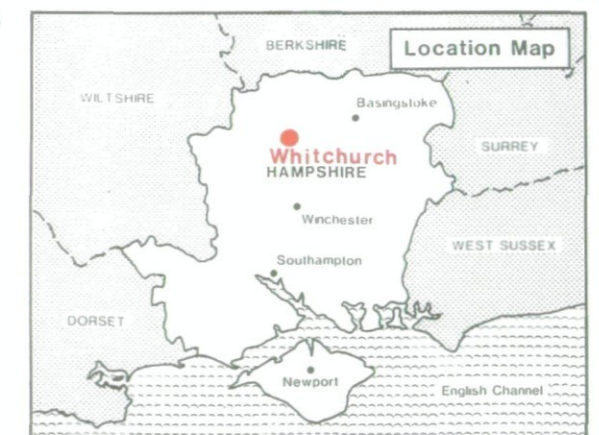 BERKSHIRE
Location Map
WILTSHIRE
Basingstoke
SURREY
Whitchurch
HAMPSHIRE
Winchester
WEST SUSSEX
Southampton
DORSET
Newport
English Channel